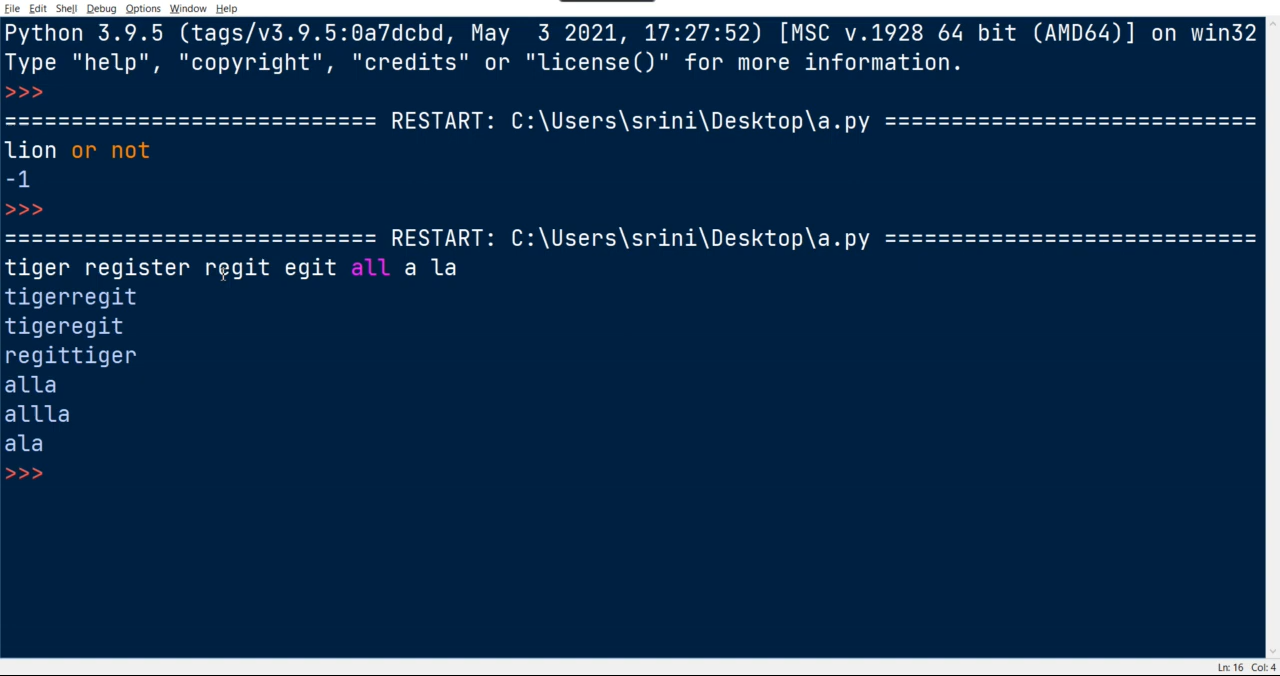 File Edit Shell Debug Options Window Help
Python 3.9.5 (tags/v3.9.5:0a7dcbd, May  3 2021, 17:27:52) [MSC v.1928 64 bit (AMD64)] on win32
Type "help", "copyright", "credits" or "license()" for more information.
>>>
============================ RESTART: C:\Users\srini\Desktop\a.py ============================
lion or not
-1
>>>
============================ RESTART: C:\Users\srini\Desktop\a.py ============================
tiger register regit egit all a la
tigerregit
tigeregit
regittiger
alla
allla
ala
>>>
Ln: 16 Col: 4